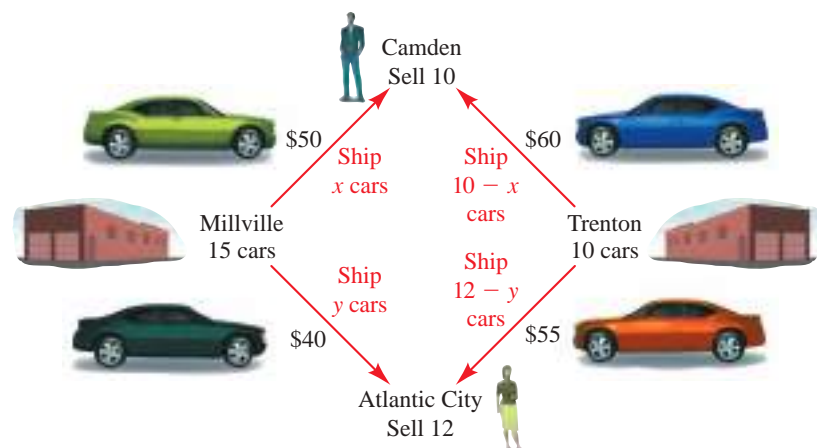 Camden
Sell 10
$50
$60
Ship
x cars
Ship
10 − x
cars
Millville
15 cars
Trenton
10 cars
Ship
y cars
Ship
12 − y
cars
$40
$55
Atlantic City
Sell 12